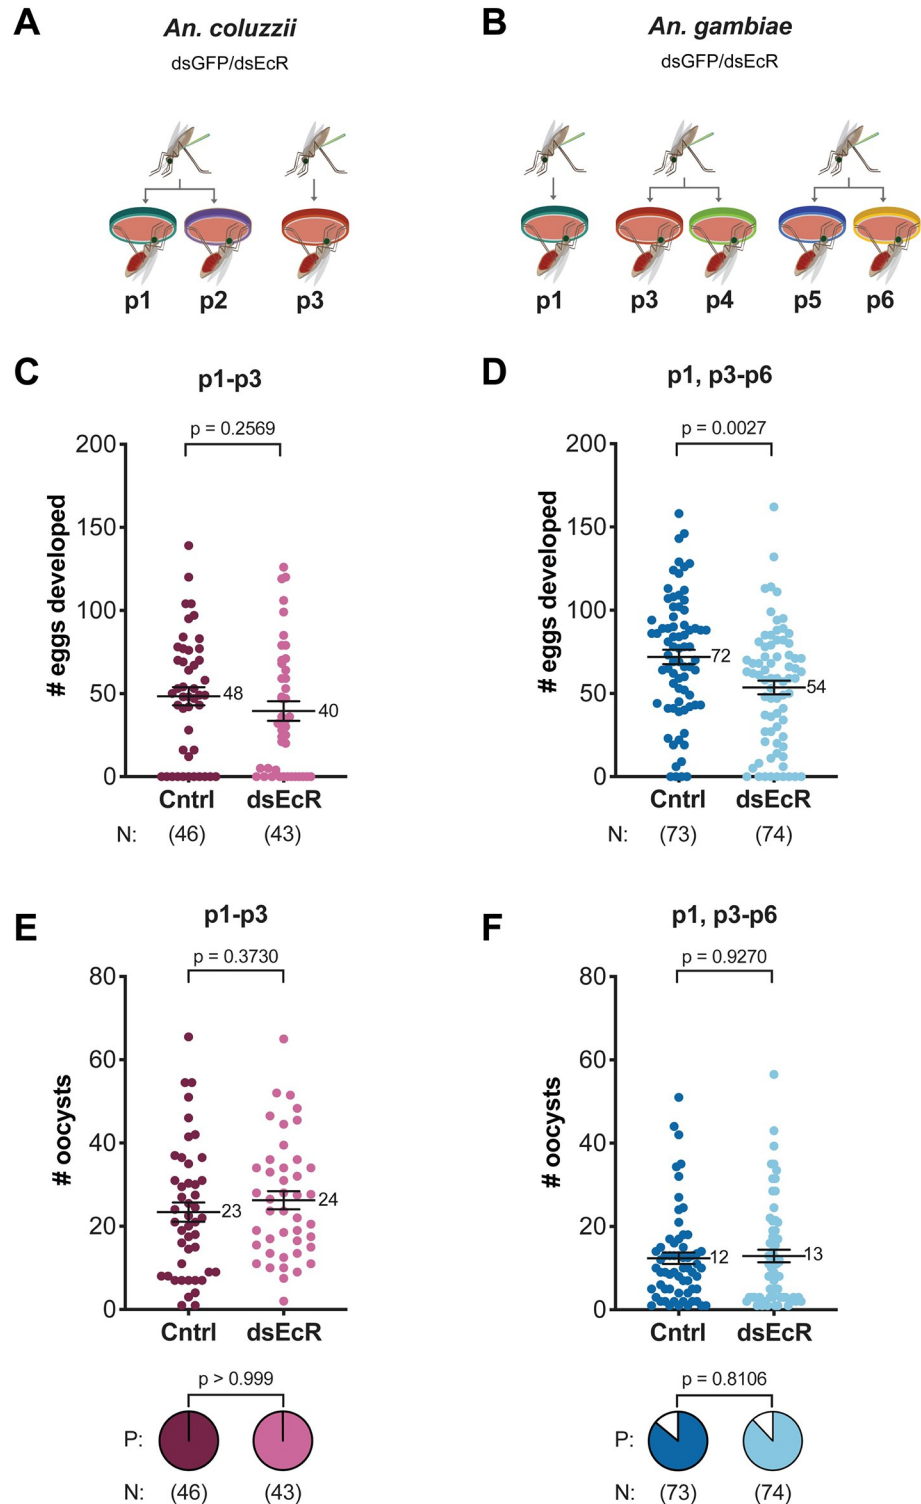 A
An. coluzzii
dsGFP/dsEcR
p1 p2 p3
B
An. gambiae
dsGFP/dsEcR
p1 p3 p4 p5 p6
C
p1-p3
p = 0.2569
# eggs developed
200
150
100
50
0
48
40
Cntrl dsEcR
N: (46) (43)
D
p1, p3-p6
p = 0.0027
# eggs developed
200
150
100
50
0
72
54
Cntrl dsEcR
N: (73) (74)
E
p1-p3
p = 0.3730
# oocysts
80
60
40
20
0
23
24
Cntrl dsEcR
p > 0.999
P:
N: (46) (43)
F
p1, p3-p6
p = 0.9270
# oocysts
80
60
40
20
0
12
13
Cntrl dsEcR
p = 0.8106
P:
N: (73) (74)